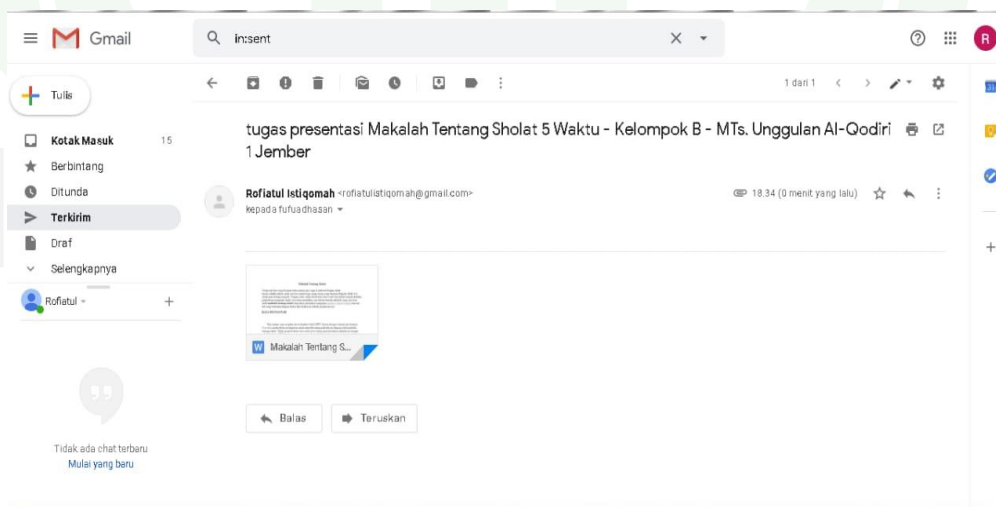 Gmail
in:sent
R
Tulis
1 dari 1
Kotak Masuk 15
Berbintang
Ditunda
Terkirim
Draf
Selengkapnya
Rofiatul
tugas presentasi Makalah Tentang Sholat 5 Waktu - Kelompok B - MTs. Unggulan Al-Qodiri
1 Jember
Rofiatul Istiqomah <rofiatulistiqomah@gmail.com>
18.34 (0 menit yang lalu)
kepada fufuadhasan
W Makalah Tentang S...
Balas
Teruskan
Tidak ada chat terbaru
Mulai yang baru